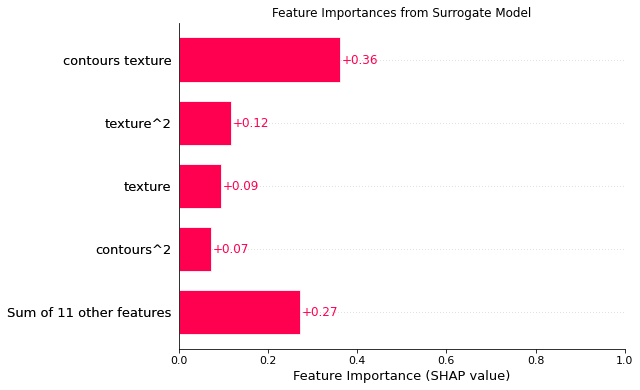 Feature Importances from Surrogate Model
contours texture
+0.36
texture^2
+0.12
texture
+0.09
contours^2
+0.07
Sum of 11 other features
+0.27
0.0 0.2 0.4 0.6 0.8 1.0
Feature Importance (SHAP value)